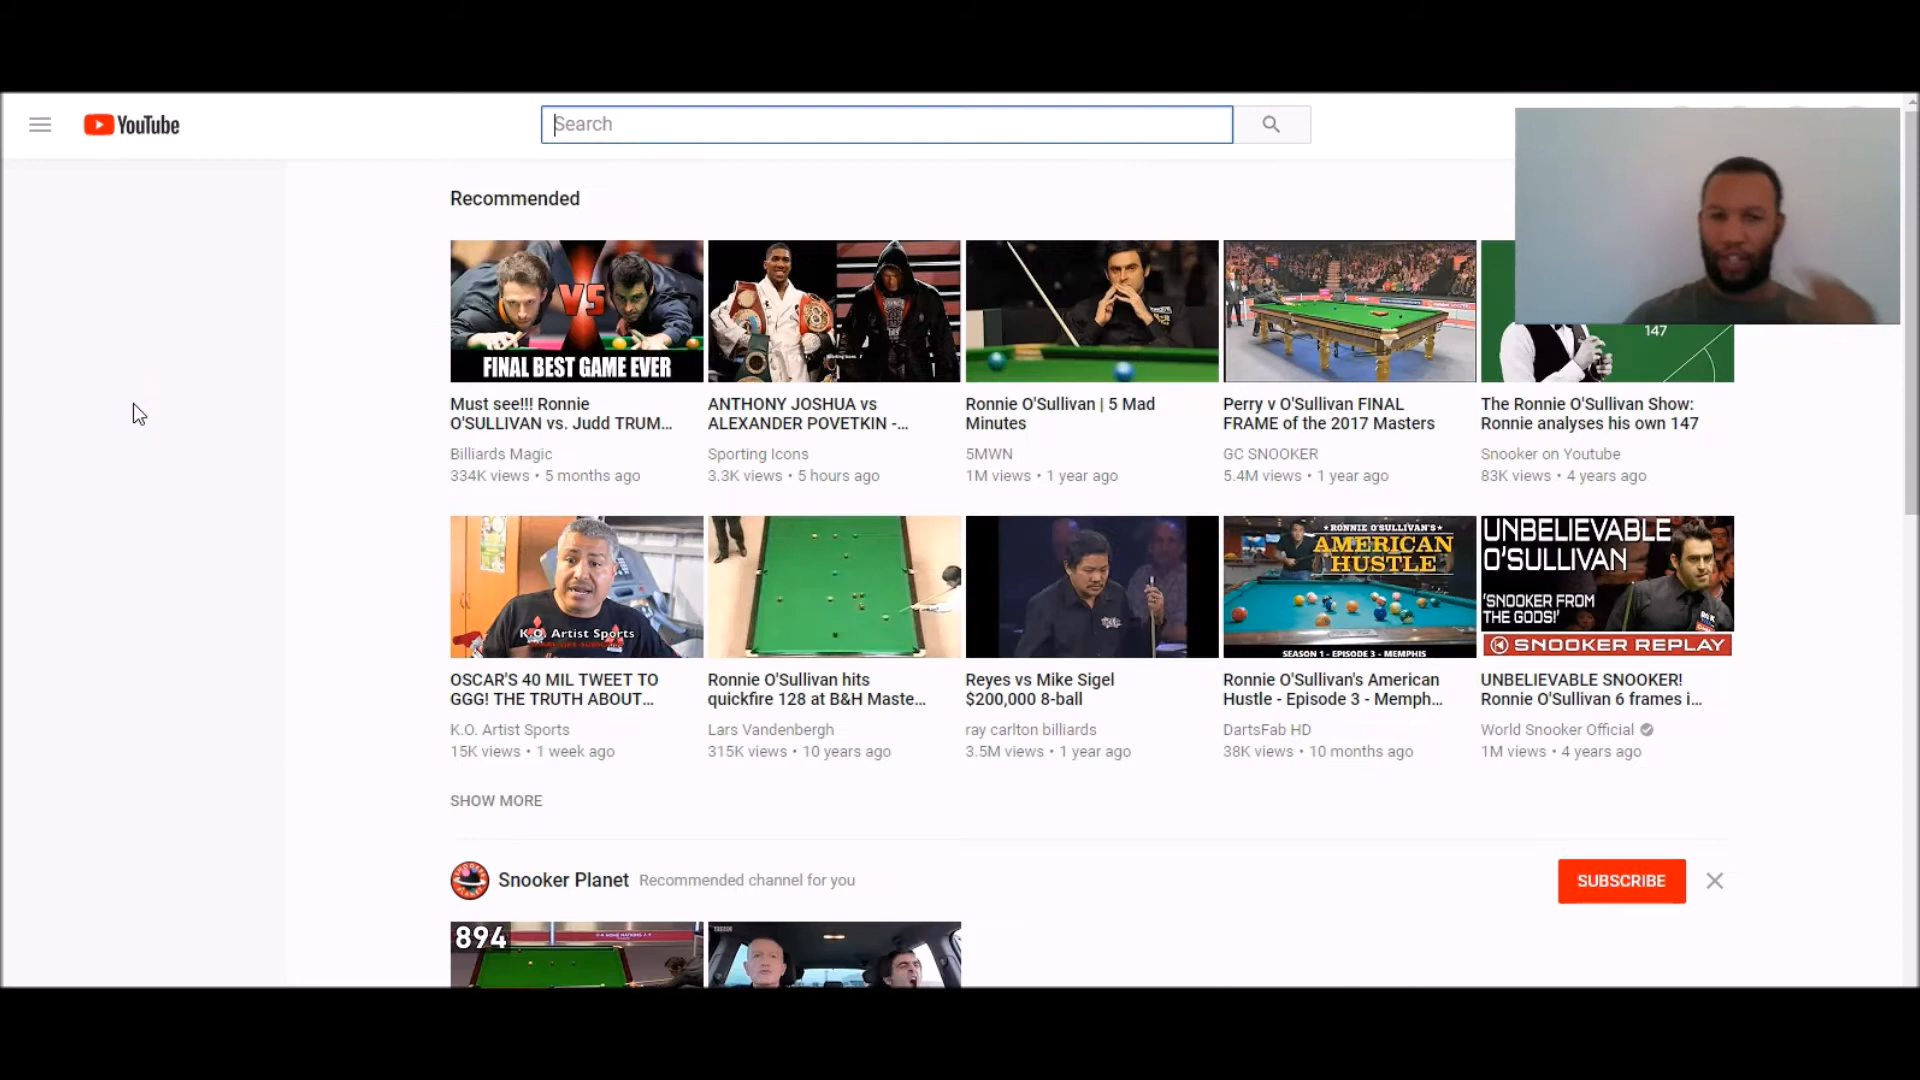 YouTube
Search
Recommended
VS
FINAL BEST GAME EVER
147
Must see!!! Ronnie
O'SULLIVAN vs. Judd TRUM...
Billiards Magic
334K views • 5 months ago
ANTHONY JOSHUA vs
ALEXANDER POVETKIN -...
Sporting Icons
3.3K views • 5 hours ago
Ronnie O'Sullivan | 5 Mad
Minutes
5MWN
1M views • 1 year ago
Perry v O'Sullivan FINAL
FRAME of the 2017 Masters
GC SNOOKER
5.4M views • 1 year ago
The Ronnie O'Sullivan Show:
Ronnie analyses his own 147
Snooker on Youtube
83K views • 4 years ago
K.O. Artist Sports
★RONNIE O'SULLIVAN'S★
AMERICAN
HUSTLE
SEASON 1 - EPISODE 3 - MEMPHIS
UNBELIEVABLE
O'SULLIVAN
'SNOOKER FROM
THE GODS!'
SNOOKER REPLAY
OSCAR'S 40 MIL TWEET TO
GGG! THE TRUTH ABOUT...
K.O. Artist Sports
15K views • 1 week ago
Ronnie O'Sullivan hits
quickfire 128 at B&H Maste...
Lars Vandenbergh
315K views • 10 years ago
Reyes vs Mike Sigel
$200,000 8-ball
ray carlton billiards
3.5M views • 1 year ago
Ronnie O'Sullivan's American
Hustle - Episode 3 - Memph...
DartsFab HD
38K views • 10 months ago
UNBELIEVABLE SNOOKER!
Ronnie O'Sullivan 6 frames i...
World Snooker Official
1M views • 4 years ago
SHOW MORE
Snooker Planet
Recommended channel for you
SUBSCRIBE
894